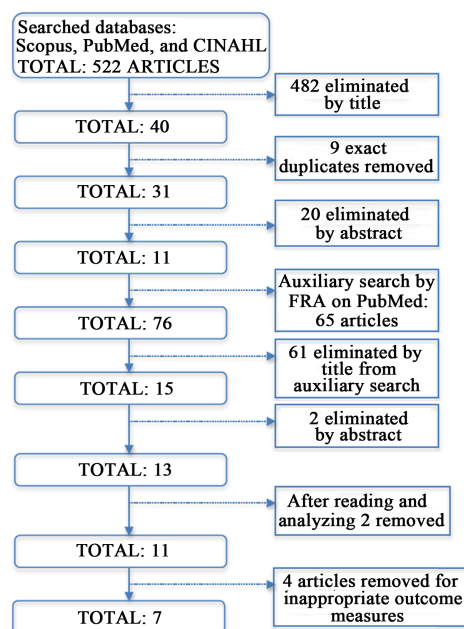 Searched databases:
Scopus, PubMed, and CINAHL
TOTAL: 522 ARTICLES
482 eliminated
by title
TOTAL: 40
9 exact
duplicates removed
TOTAL: 31
20 eliminated
by abstract
TOTAL: 11
Auxiliary search by
FRA on PubMed:
65 articles
TOTAL: 76
61 eliminated by
title from
auxiliary search
TOTAL: 15
2 eliminated
by abstract
TOTAL: 13
After reading and
analyzing 2 removed
TOTAL: 11
4 articles removed for
inappropriate outcome
measures
TOTAL: 7